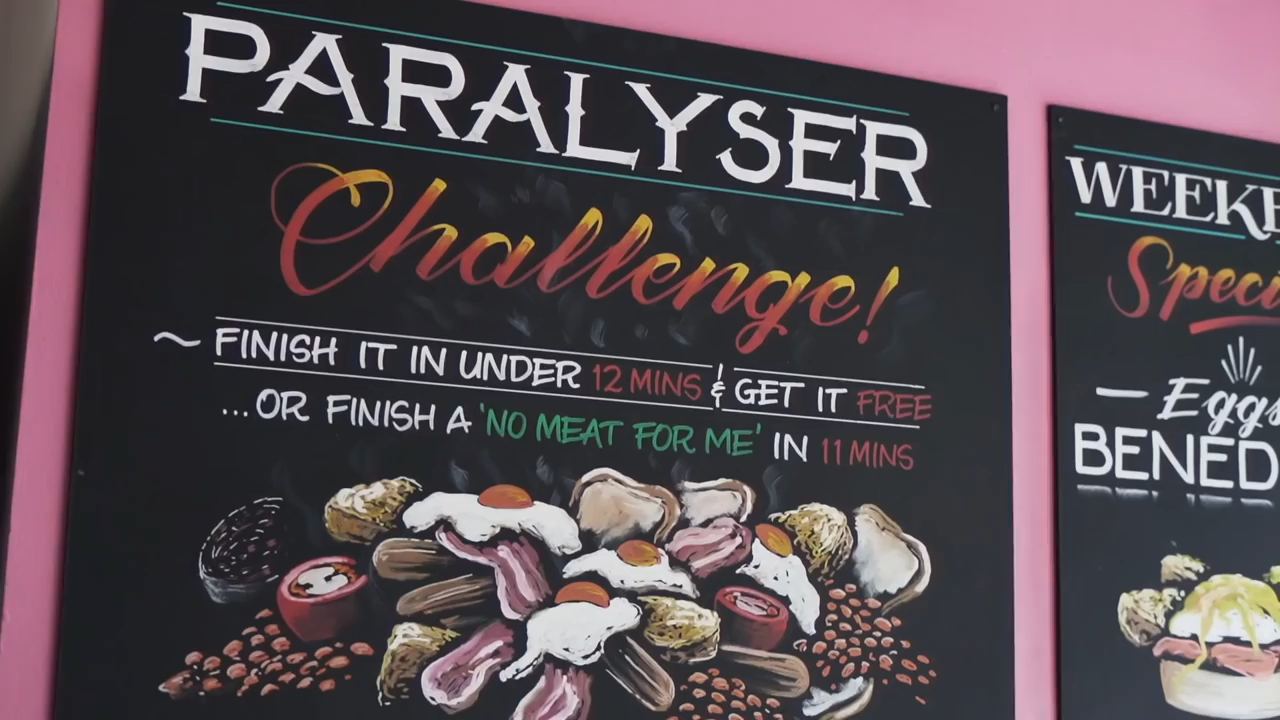 PARALYSER
Challenge!
~ FINISH IT IN UNDER 12 MINS & GET IT FREE
...OR FINISH A 'NO MEAT FOR ME' IN 11 MINS
Eggs